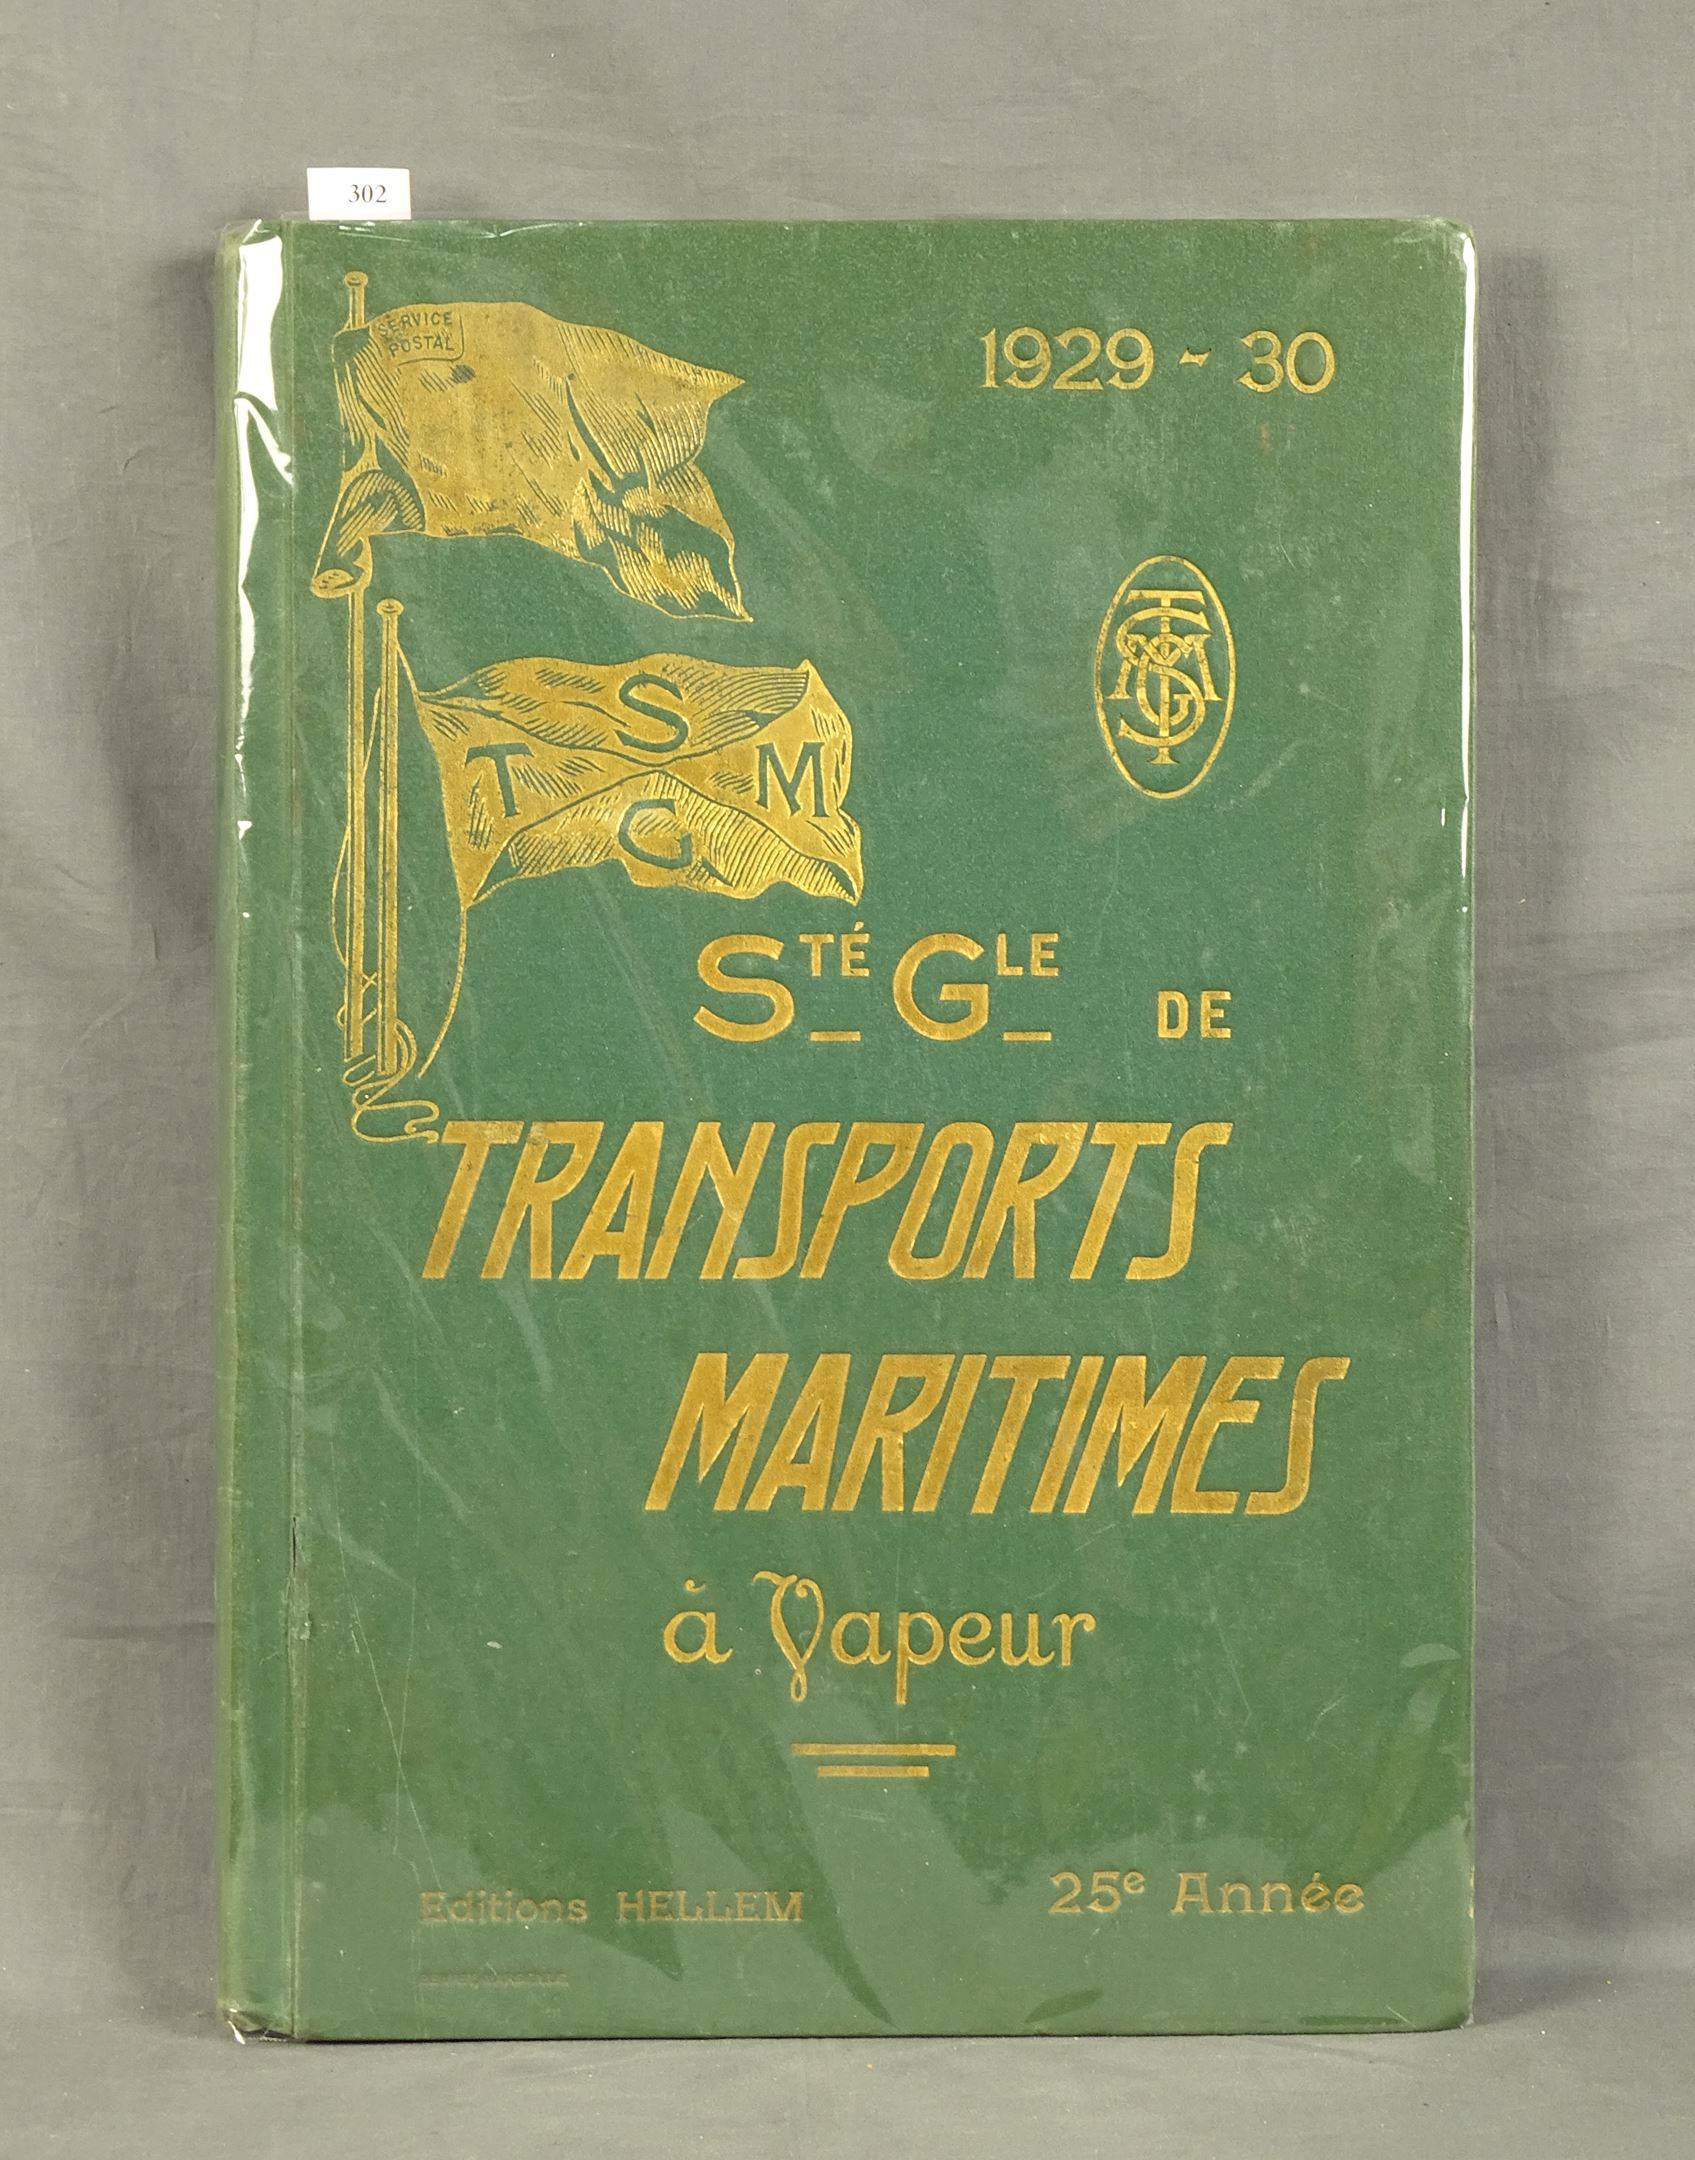 302
SERVICE
POSTAL
1929 - 30
S
T M
G
STÉ GLE DE
TRANSPORTS
MARITIMES
à Vapeur
Editions HELLEM
25e Année